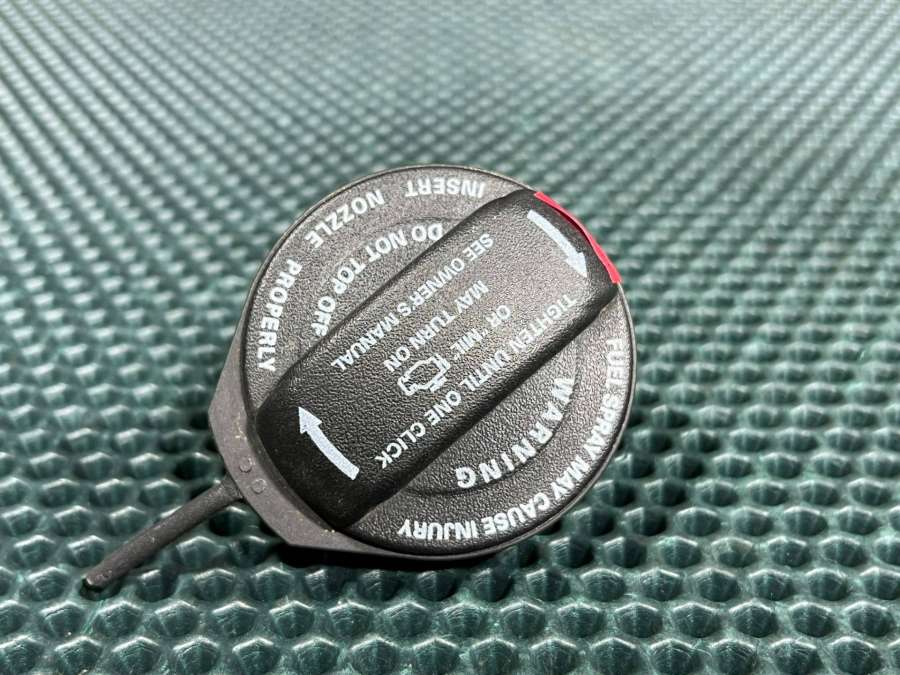 WARNING
FUEL SPRAY MAY CAUSE INJURY
TIGHTEN UNTIL ONE CLICK
OR "MIL"
MAY TURN ON
SEE OWNER'S MANUAL
DO NOT TOP OFF
INSERT NOZZLE PROPERLY